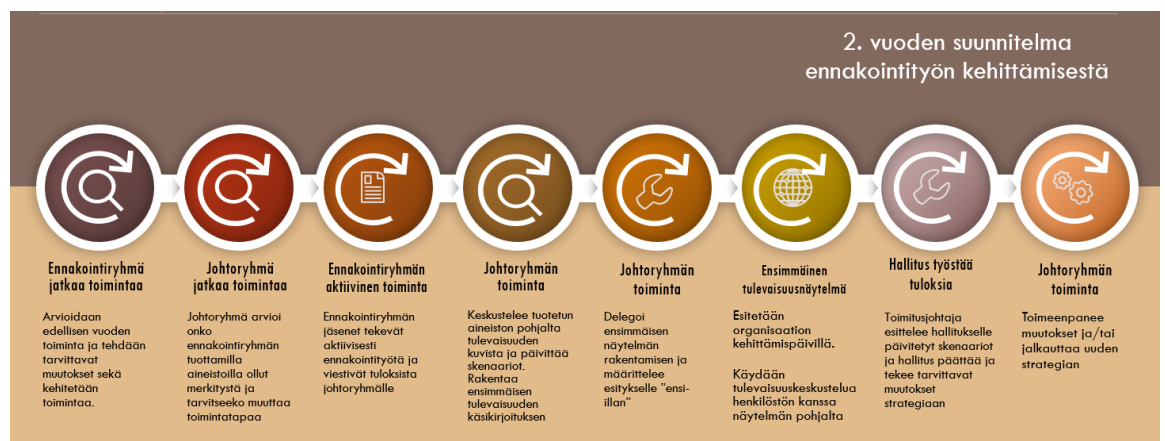 2. vuoden suunnitelma
ennakointityön kehittämisestä
Ennakointiryhmä
jatkaa toimintaa
Arvioidaan
edellisen vuoden
toiminta ja tehdään
tarvittavat
muutokset sekä
kehitetään
toimintaa.
Johtoryhmä
jatkaa toimintaa
Johtoryhmä arvioi
onko
ennakointiryhmän
tuottamilla
aineistoilla ollut
merkitystä ja
tarvitseeko muuttaa
toimintatapaa
Ennakointiryhmän
aktiivinen toiminta
Ennakointiryhmän
jäsenet tekevät
aktiivisesti
ennakointityötä ja
viestivät tuloksista
johtoryhmälle
Johtoryhmän
toiminta
Keskustelee tuotetun
aineiston pohjalta
tulevaisuuden
kuvista ja päivittää
skenaariot.
Rakentaa
ensimmäisen
tulevaisuuden
käsikirjoituksen
Johtoryhmän
toiminta
Delegoi
ensimmäisen
näytelmän
rakentamisen ja
määrittelee
esitykselle ”ensi-
illan”
Ensimmäinen
tulevaisuusnäytelmä
Esitetään
organisaation
kehittämispäivillä.
Käydään
tulevaisuuskeskustelua
henkilöstön kanssa
näytelmän pohjalta
Hallitus työstää
tuloksia
Toimitusjohtaja
esittelee hallitukselle
päivitetyt skenaariot
ja hallitus päättää ja
tekee tarvittavat
muutokset
strategiaan
Johtoryhmän
toiminta
Toimeenpanee
muutokset ja/tai
jalkauttaa uuden
strategian